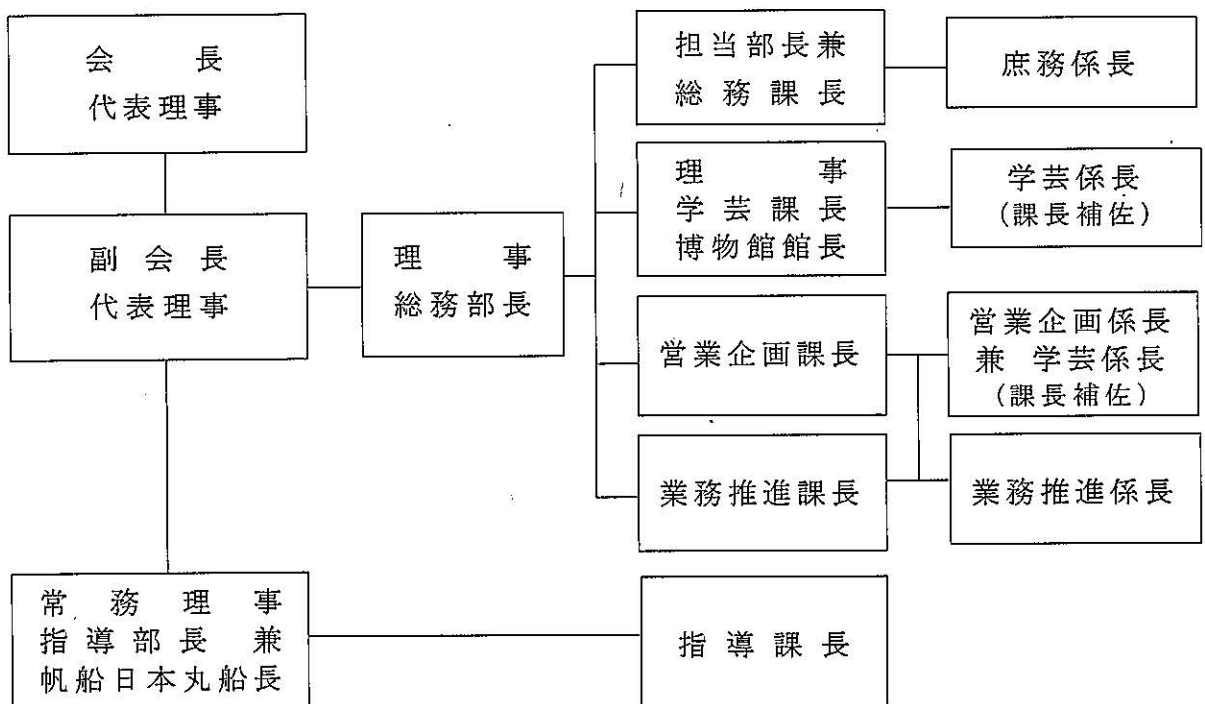 会長
代表理事
副会長
代表理事
理事
総務部長
担当部長兼
総務課長
庶務係長
理事
学芸課長
博物館館長
学芸係長
(課長補佐)
営業企画課長
営業企画係長
兼 学芸係長
(課長補佐)
業務推進課長
業務推進係長
常務理事
指導部長兼
帆船日本丸船長
指導課長